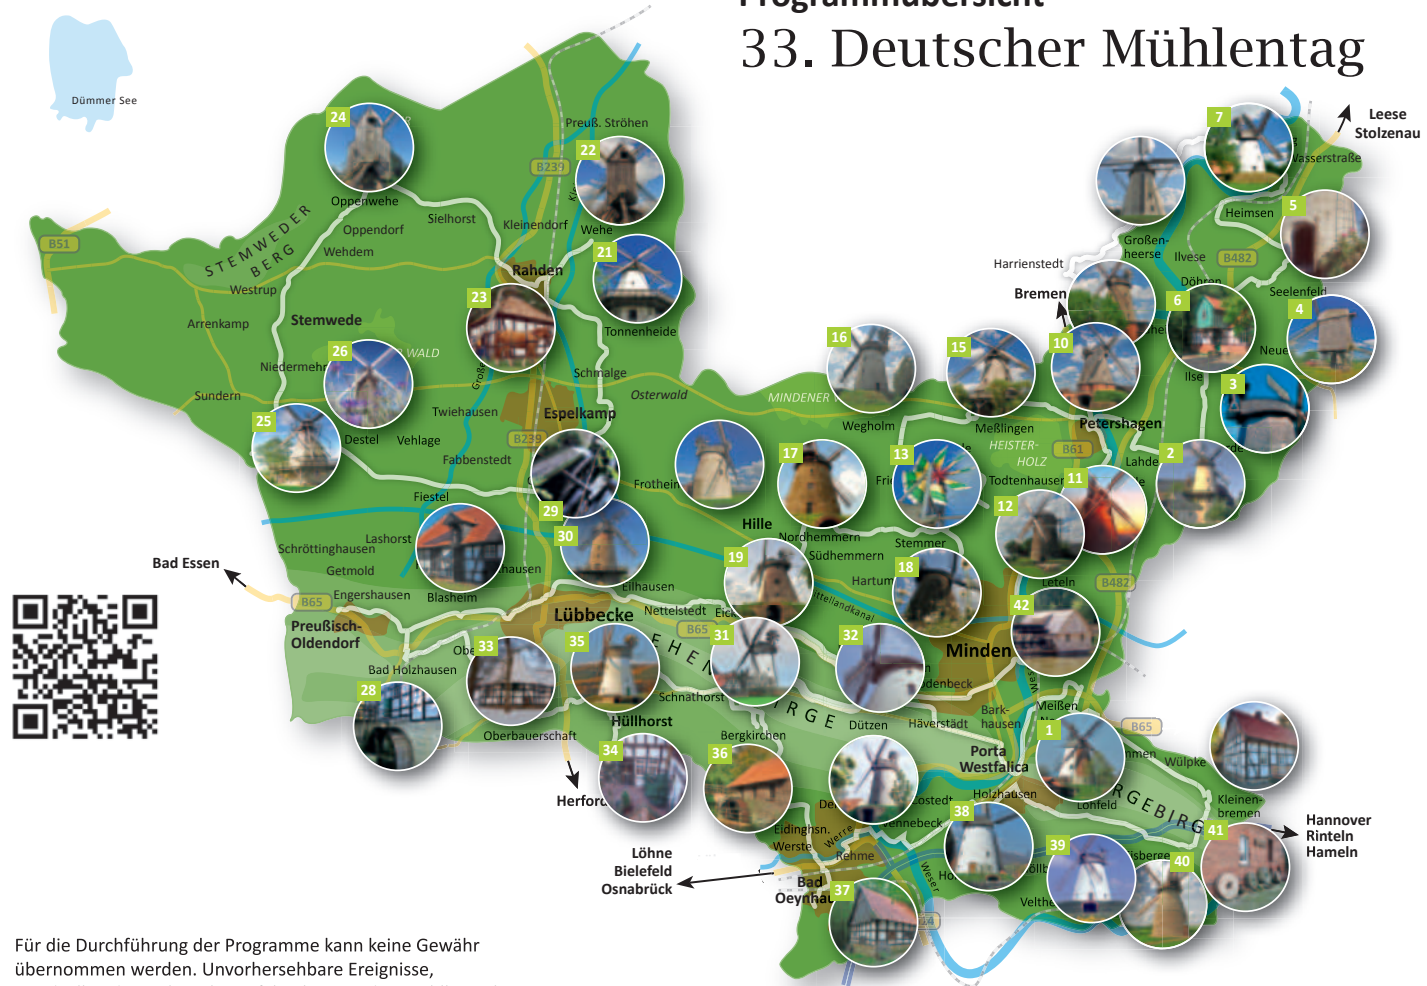 Programmübersicht
33. Deutscher Mühlentag
Dümmer See
24
7
Leese
Stolzenau
Preuß. Ströhen
22
B239
Wasserstraße
Oppenwehe
Sielhorst
Kleinendorf
Wehe
Heimsen
5
Oppendorf
STEMWEDER
BERG
Wehdem
B51
21
Rahden
Großen-
heerse
Ilvese
B482
Harrienstedt
Döhren
Westrup
Bremen
Seelenfeld
23
6
4
Arrenkamp
Stemwede
Tonnenheide
16
15
10
26
WALD
Niedermehn
Schmalge
Ilse
3
Sundern
Osterwald
MINDENER
Twiehausen
Espelkamp
25
Wegholm
Meßlingen
Petershagen
Destel
Vehlage
B239
HEISTER-
HOLZ
B61
Fabbenstedt
17
13
Lahde
2
Frotheim
Todtenhausen
11
Fiestel
29
12
Hille
30
Nordhemmern
Stemmer
Lashorst
Schröttinghausen
Südhemmern
19
18
Bad Essen
Getmold
Hartum
Leteln
B482
Engershausen
Blasheim
Eilhausen
B65
Nettelstedt
42
Lübbecke
B65
31
32
Preußisch-
Oldendorf
33
35
Minden
Bad Holzhausen
28
Schnathorst
Dützen
Häverstädt
Bark-
hausen
Meißen
Hüllhorst
Oberbauerschaft
Bergkirchen
1
B65
34
36
Porta
Westfalica
Wülpke
Holzhausen
Lohfeld
Herford
Costedt
38
Kleinen-
bremen
Eidinghsn.
Werste
Werre
Vennebeck
41
Hannover
Rinteln
Hameln
Löhne
Bielefeld
Osnabrück
Rehme
39
40
Weser
Bad
Oeynhau
37
Für die Durchführung der Programme kann keine Gewähr
übernommen werden. Unvorhersehbare Ereignisse,